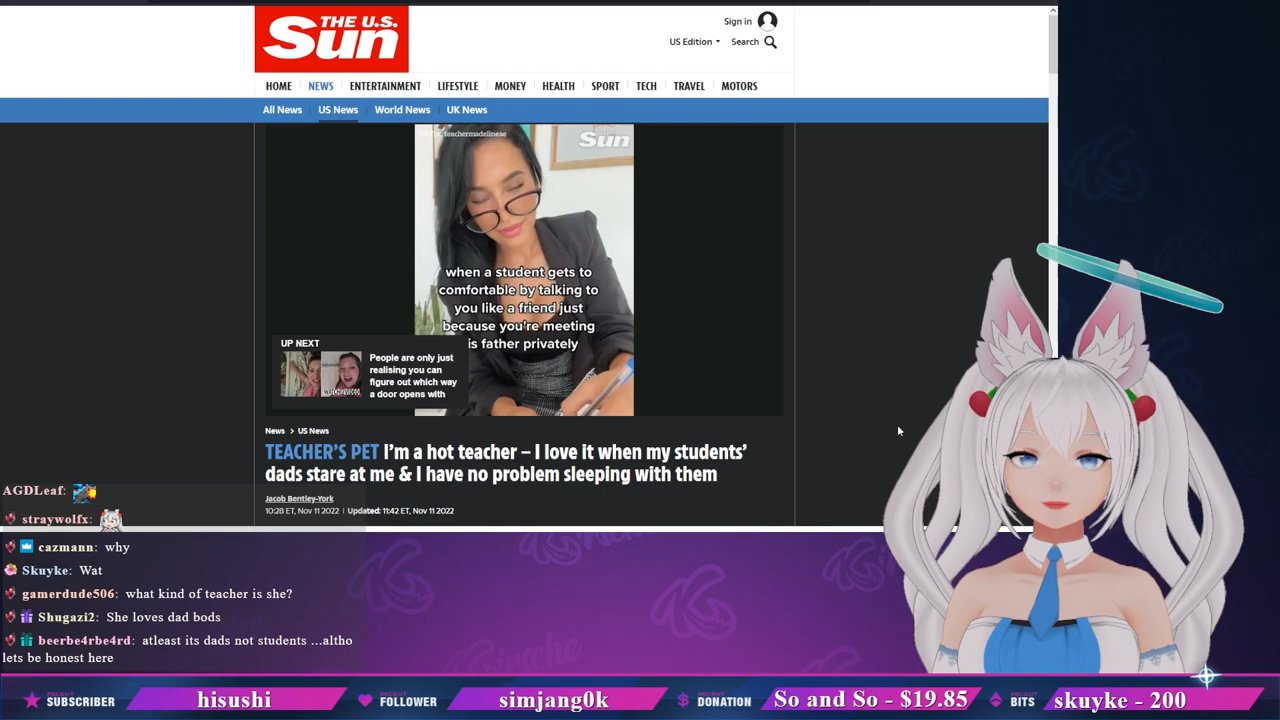 THE U.S.
Sun
Sign in
US Edition
Search
HOME NEWS ENTERTAINMENT LIFESTYLE MONEY HEALTH SPORT TECH TRAVEL MOTORS
All News US News World News UK News
teachermadelineae
Sun
when a student gets to
comfortable by talking to
you like a friend just
because you're meeting
is father privately
UP NEXT
People are only just
realising you can
figure out which way
a door opens with
WATCH VIDEO
News > US News
TEACHER'S PET I'm a hot teacher – I love it when my students'
dads stare at me & I have no problem sleeping with them
Jacob Bentley-York
10:28 ET, Nov 11 2022 | Updated: 11:42 ET, Nov 11 2022
AGDLeaf:
straywolfx:
cazmann: why
Skuyke: Wat
gamerdude506: what kind of teacher is she?
Shugazi2: She loves dad bods
beerbe4rbe4rd: atleast its dads not students ...altho
lets be honest here
RECENT SUBSCRIBER hisushi
RECENT FOLLOWER simjang0k
RECENT DONATION So and So - $19.85
RECENT BITS skuyke - 200